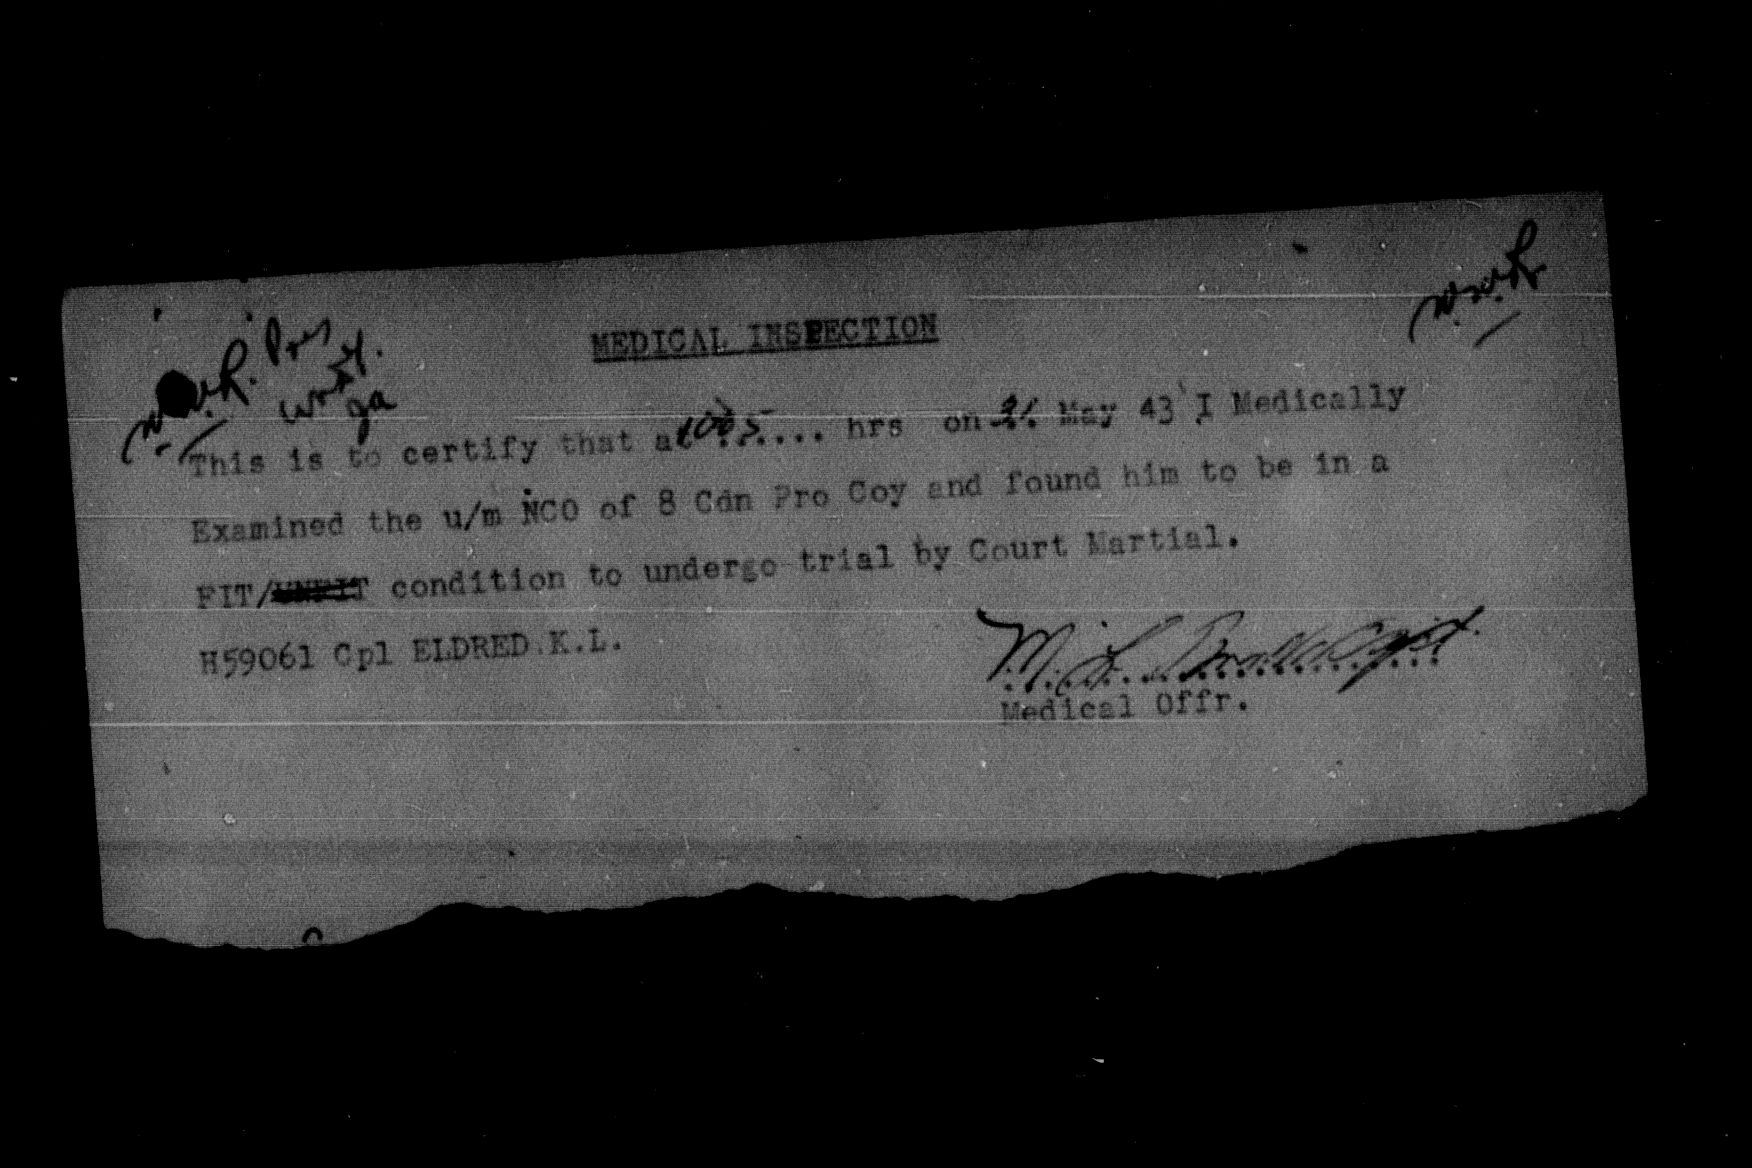 W.W.R.
W.W.R. Pres
MEDICAL INSPECTION
This is to certify that at 1005 hrs on 31 May 43 I Medically
Examined the u/m NCO of 8 Cdn Pro Coy and found him to be in a
FIT/UNFIT condition to undergo trial by Court Martial.
H59061 Cpl ELDRED K.L.
Medical Offr.